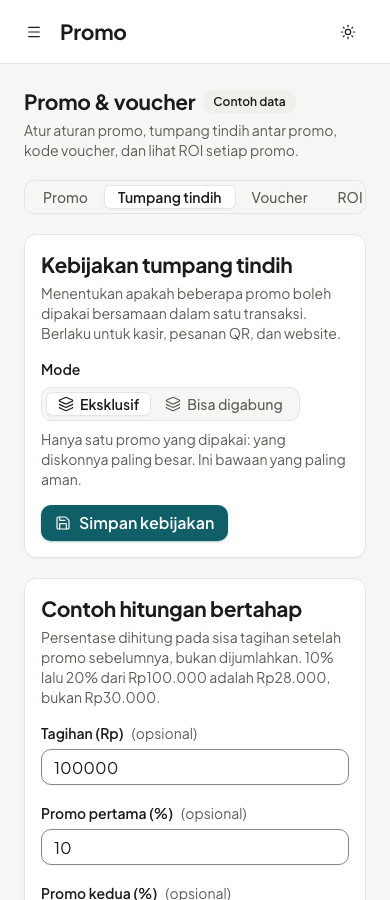 Promo
Promo & voucher
Contoh data
Atur aturan promo, tumpang tindih antar promo,
kode voucher, dan lihat ROI setiap promo.
Promo
Tumpang tindih
Voucher
ROI
Kebijakan tumpang tindih
Menentukan apakah beberapa promo boleh
dipakai bersamaan dalam satu transaksi.
Berlaku untuk kasir, pesanan QR, dan website.
Mode
Eksklusif
Bisa digabung
Hanya satu promo yang dipakai: yang
diskonnya paling besar. Ini bawaan yang paling
aman.
Simpan kebijakan
Contoh hitungan bertahap
Persentase dihitung pada sisa tagihan setelah
promo sebelumnya, bukan dijumlahkan. 10%
lalu 20% dari Rp100.000 adalah Rp28.000,
bukan Rp30.000.
Tagihan (Rp) (opsional)
100000
Promo pertama (%) (opsional)
10
Promo kedua (%) (opsional)